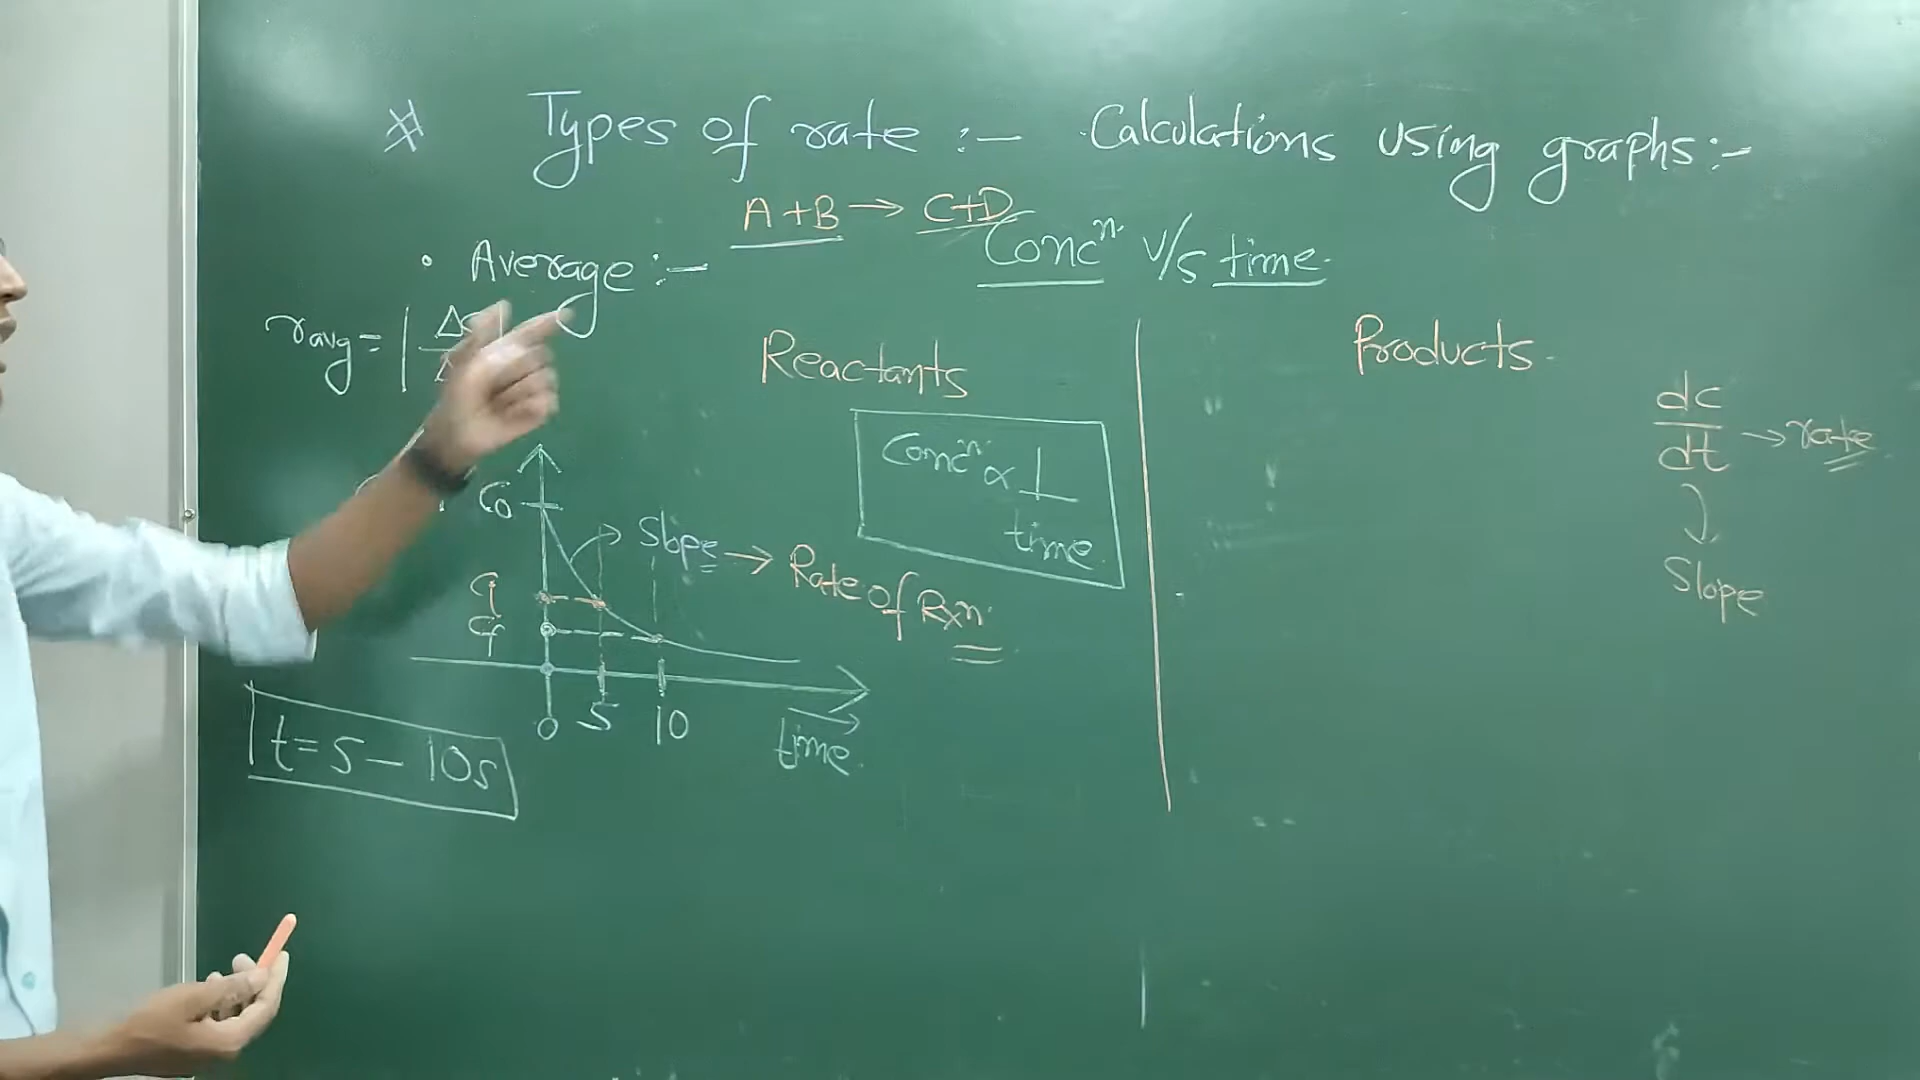 * Types of rate :- Calculations using graphs :-
A + B → C + D
• Average :- Concⁿ v/s time.
r avg = | Δ
Reactants
Products.
dc
dt → rate
Slope
Concⁿ. ∝ 1
time.
C₀
Slope → Rate of Rxn.
Ci
Cf
0 5 10
time.
t = 5 – 10s